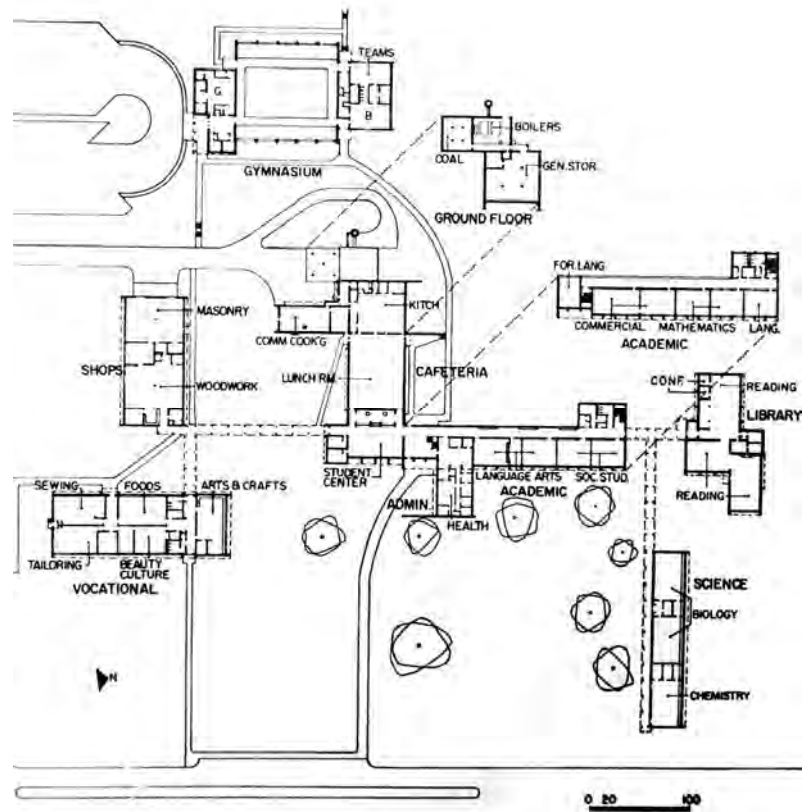 TEAMS
G
B
GYMNASIUM
BOILERS
COAL
GEN. STOR.
GROUND FLOOR
FOR. LANG
COMMERCIAL
MATHEMATICS
LANG.
ACADEMIC
MASONRY
KITCH
COMM COOK'G
SHOPS
WOODWORK
LUNCH RM.
CAFETERIA
CONF.
READING
LIBRARY
STUDENT
CENTER
LANGUAGE ARTS
SOC. STUD.
ACADEMIC
READING
ADMIN.
HEALTH
SEWING
FOODS
ARTS & CRAFTS
TAILORING
BEAUTY
CULTURE
VOCATIONAL
SCIENCE
BIOLOGY
CHEMISTRY
N
0 20 100